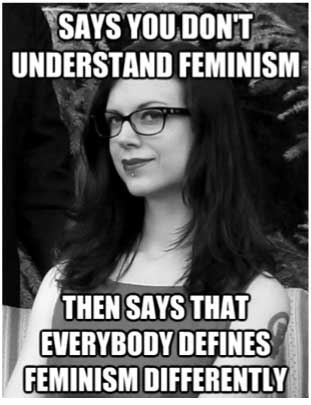 SAYS YOU DON'T
UNDERSTAND FEMINISM
THEN SAYS THAT
EVERYBODY DEFINES
FEMINISM DIFFERENTLY